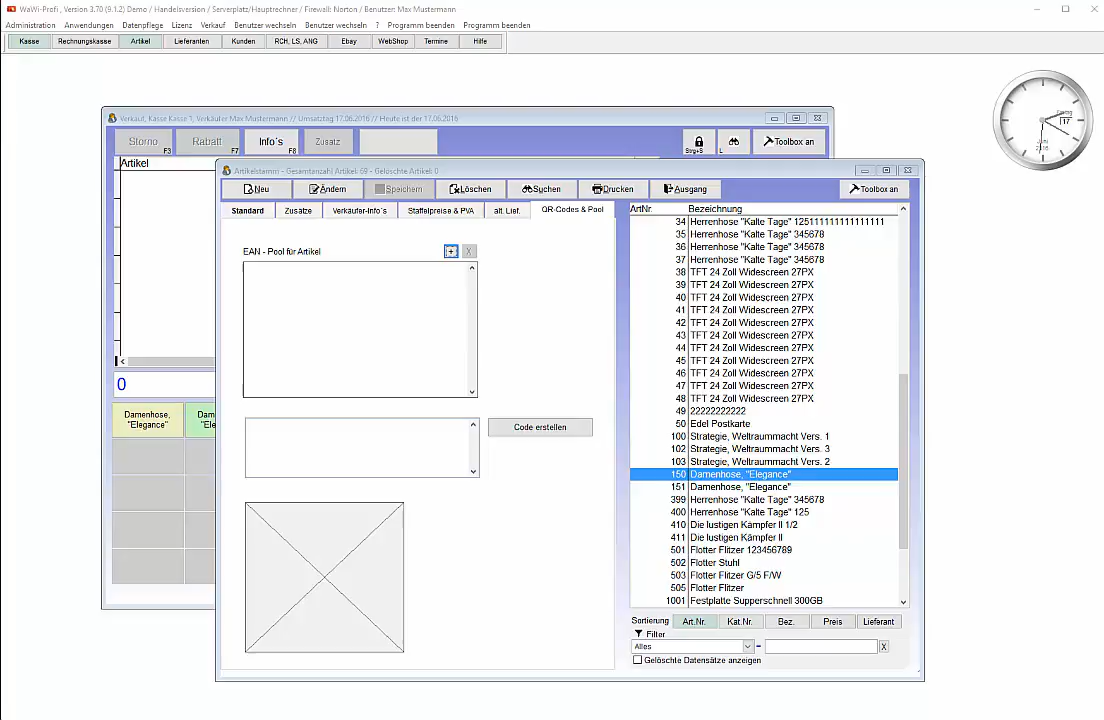 WaWi-Profi , Version 3.70 (9.1.2) Demo / Handelsversion / Serverplatz/Hauptrechner / Firewall: Norton / Benutzer: Max Mustermann
Administration Anwendungen Datenpflege Lizenz Verkauf Benutzer wechseln Benutzer wechseln ? Programm beenden Programm beenden
Kasse Rechnungskasse Artikel Lieferanten Kunden RCH, LS, ANG Ebay WebShop Termine Hilfe
Verkauf, Kasse Kasse 1, Verkäufer Max Mustermann // Umsatztag 17.06.2016 // Heute ist der 17.06.2016
Storno F3 Rabatt F7 Info´s F8 Zusatz Strg+S L Toolbox an
Artikel
Artikelstamm - Gesamtanzahl Artikel 69 - Gelöschte Artikel: 0
Neu Ändern Speichern Löschen Suchen Drucken Ausgang Toolbox an
Standard Zusätze Verkäufer-Info´s Staffelpreise & PVA alt. Lief. QR-Codes & Pool
EAN - Pool für Artikel + X
Code erstellen
0
Damenhose, "Elegance"
ArtNr. Bezeichnung
34 Herrenhose "Kalte Tage" 1251111111111111111
35 Herrenhose "Kalte Tage" 345678
36 Herrenhose "Kalte Tage" 345678
37 Herrenhose "Kalte Tage" 345678
38 TFT 24 Zoll Widescreen 27PX
39 TFT 24 Zoll Widescreen 27PX
40 TFT 24 Zoll Widescreen 27PX
41 TFT 24 Zoll Widescreen 27PX
42 TFT 24 Zoll Widescreen 27PX
43 TFT 24 Zoll Widescreen 27PX
44 TFT 24 Zoll Widescreen 27PX
45 TFT 24 Zoll Widescreen 27PX
46 TFT 24 Zoll Widescreen 27PX
47 TFT 24 Zoll Widescreen 27PX
48 TFT 24 Zoll Widescreen 27PX
49 22222222222
50 Edel Postkarte
100 Strategie, Weltraummacht Vers. 1
102 Strategie, Weltraummacht Vers. 3
103 Strategie, Weltraummacht Vers. 2
150 Damenhose, "Elegance"
151 Damenhose, "Elegance"
399 Herrenhose "Kalte Tage" 345678
400 Herrenhose "Kalte Tage" 125
410 Die lustigen Kämpfer II 1/2
411 Die lustigen Kämpfer II
501 Flotter Flitzer 123456789
502 Flotter Stuhl
503 Flotter Flitzer G/5 F/W
505 Flotter Flitzer
1001 Festplatte Supperschnell 300GB
Sortierung Art.Nr. Kat.Nr. Bez. Preis Lieferant
Filter
Alles = X
Gelöschte Datensätze anzeigen
Freitag
17
Juni
2016